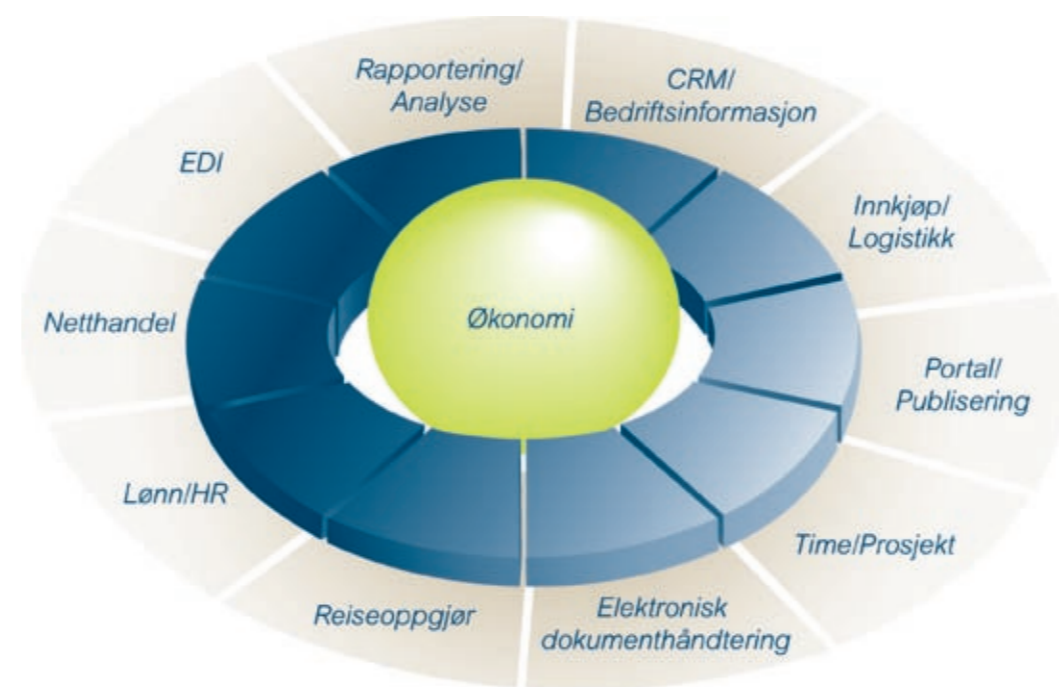 Rapportering/
Analyse
CRM/
Bedriftsinformasjon
Innkjøp/
Logistikk
Portal/
Publisering
Time/Prosjekt
Elektronisk
dokumenthåndtering
Reiseoppgjør
Lønn/HR
Netthandel
EDI
Økonomi